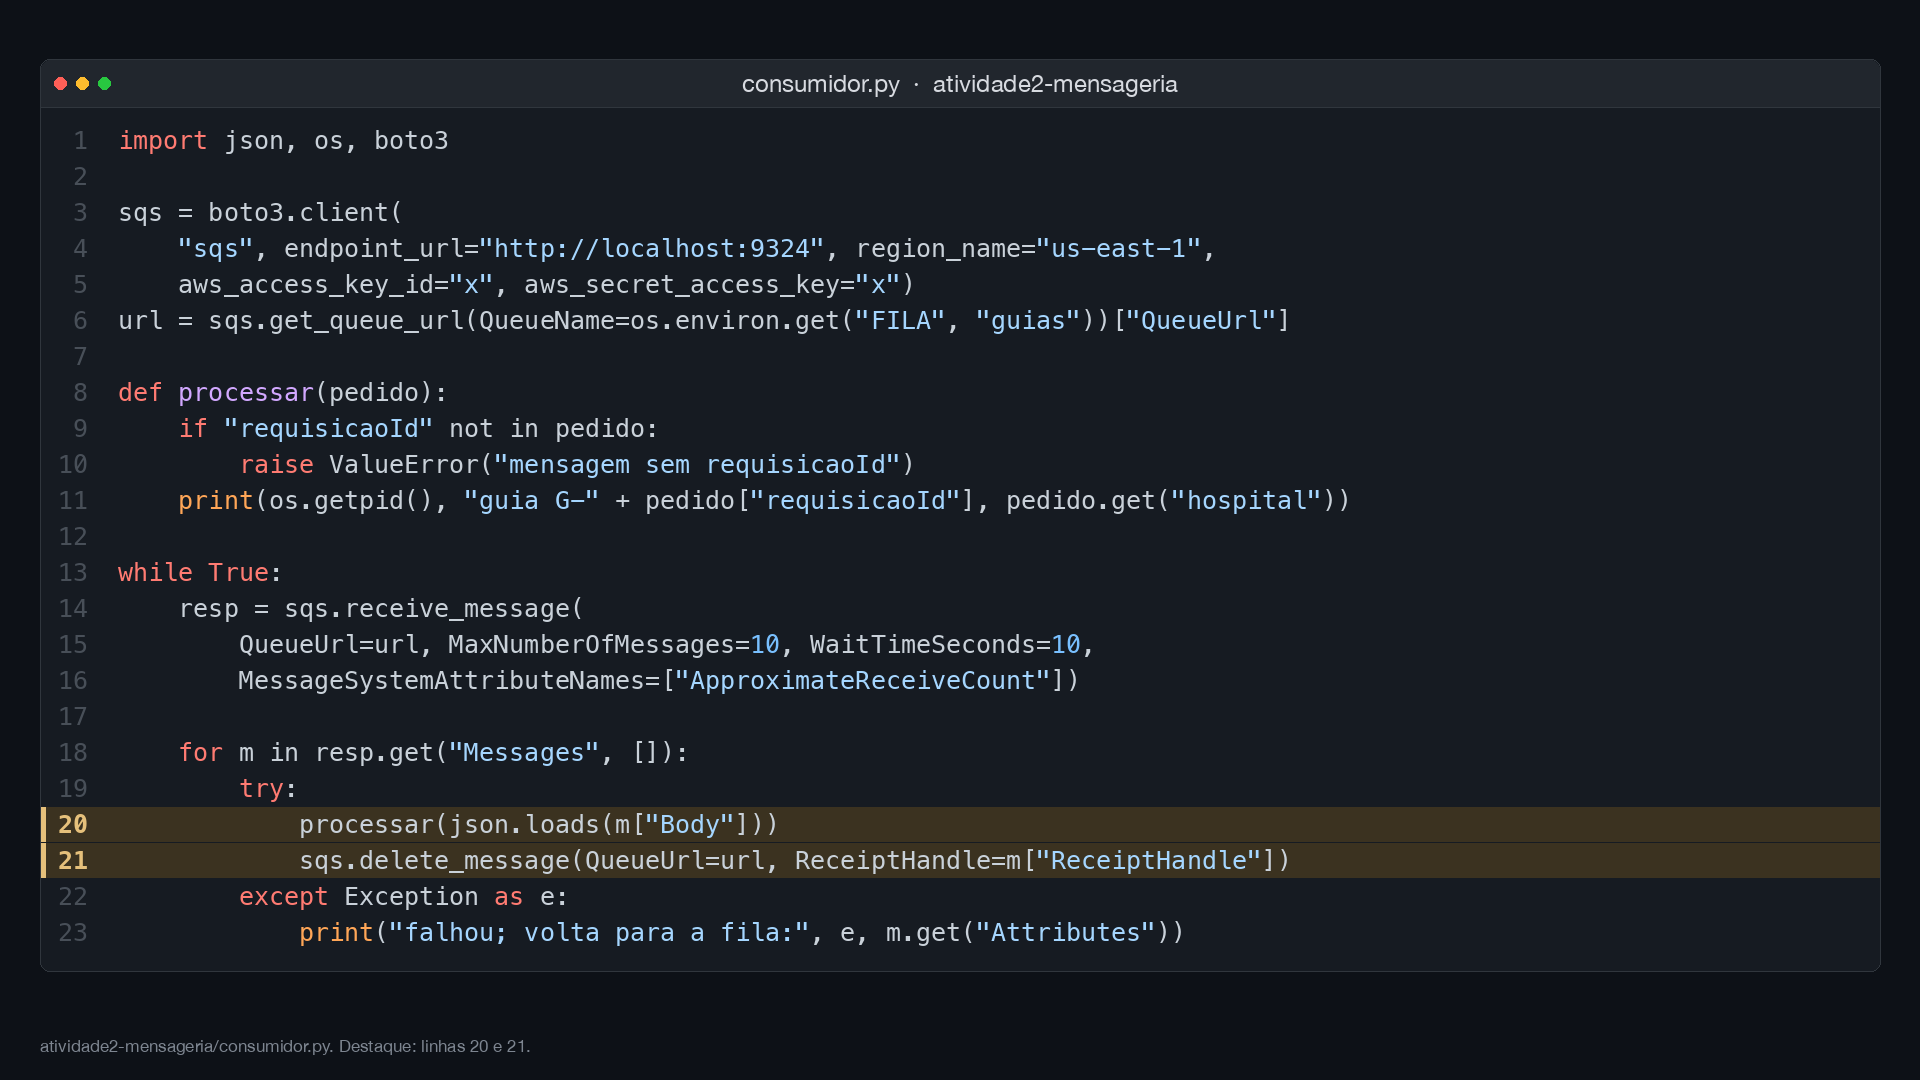 consumidor.py · atividade2-mensageria
1 import json, os, boto3
2
3 sqs = boto3.client(
4     "sqs", endpoint_url="http://localhost:9324", region_name="us-east-1",
5     aws_access_key_id="x", aws_secret_access_key="x")
6 url = sqs.get_queue_url(QueueName=os.environ.get("FILA", "guias"))["QueueUrl"]
7
8 def processar(pedido):
9     if "requisicaoId" not in pedido:
10         raise ValueError("mensagem sem requisicaoId")
11     print(os.getpid(), "guia G-" + pedido["requisicaoId"], pedido.get("hospital"))
12
13 while True:
14     resp = sqs.receive_message(
15         QueueUrl=url, MaxNumberOfMessages=10, WaitTimeSeconds=10,
16         MessageSystemAttributeNames=["ApproximateReceiveCount"])
17
18     for m in resp.get("Messages", []):
19         try:
20             processar(json.loads(m["Body"]))
21             sqs.delete_message(QueueUrl=url, ReceiptHandle=m["ReceiptHandle"])
22         except Exception as e:
23             print("falhou; volta para a fila:", e, m.get("Attributes"))
atividade2-mensageria/consumidor.py. Destaque: linhas 20 e 21.